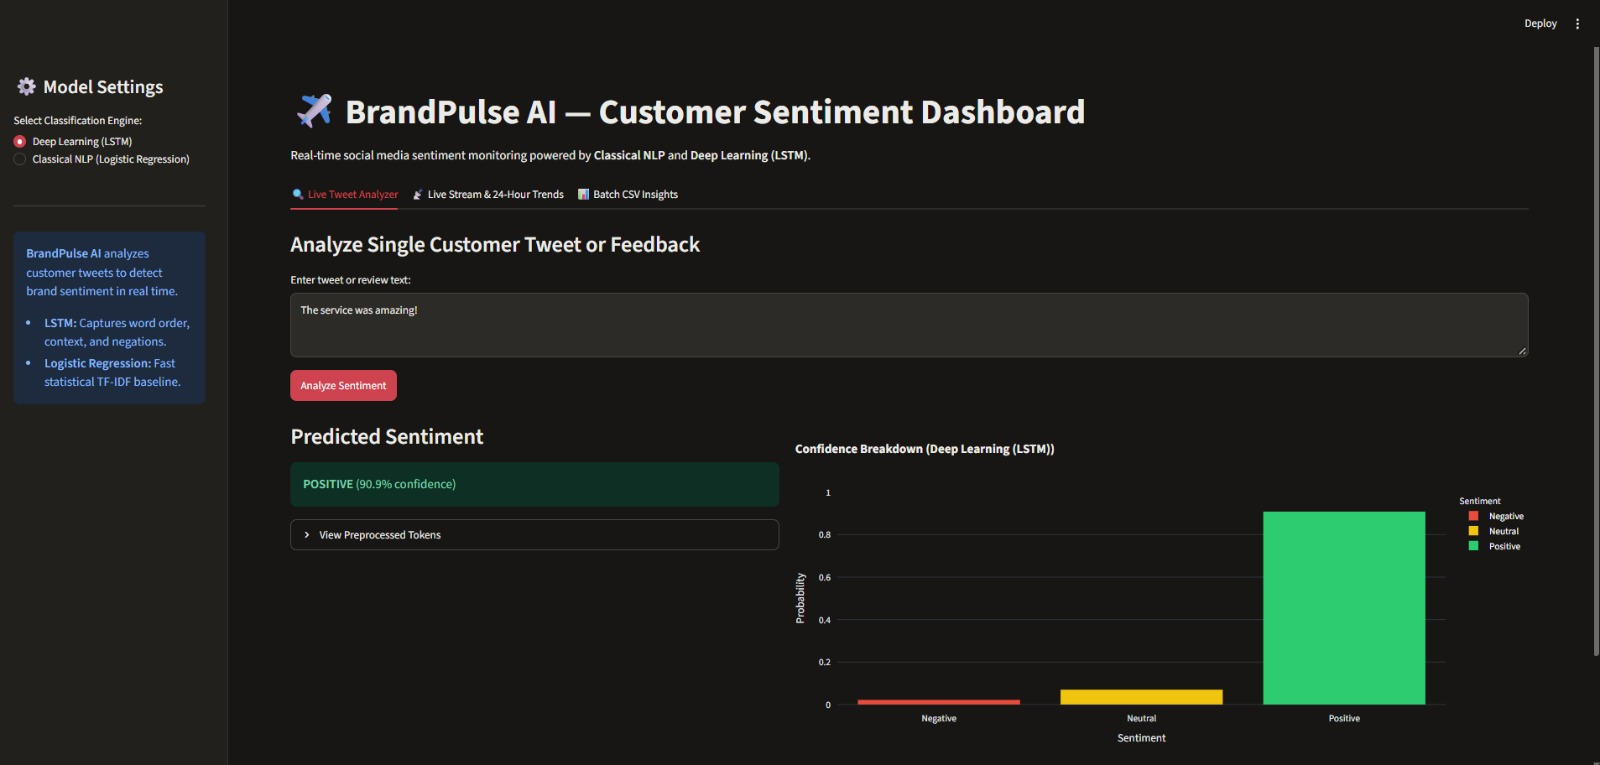 Deploy
Model Settings
Select Classification Engine:
Deep Learning (LSTM)
Classical NLP (Logistic Regression)
BrandPulse AI analyzes
customer tweets to detect
brand sentiment in real time.
• LSTM: Captures word order,
context, and negations.
• Logistic Regression: Fast
statistical TF-IDF baseline.
BrandPulse AI — Customer Sentiment Dashboard
Real-time social media sentiment monitoring powered by Classical NLP and Deep Learning (LSTM).
Live Tweet Analyzer
Live Stream & 24-Hour Trends
Batch CSV Insights
Analyze Single Customer Tweet or Feedback
Enter tweet or review text:
The service was amazing!
Analyze Sentiment
Predicted Sentiment
POSITIVE (90.9% confidence)
View Preprocessed Tokens
Confidence Breakdown (Deep Learning (LSTM))
1
0.8
0.6
0.4
0.2
0
Probability
Negative
Neutral
Positive
Sentiment
Sentiment
Negative
Neutral
Positive